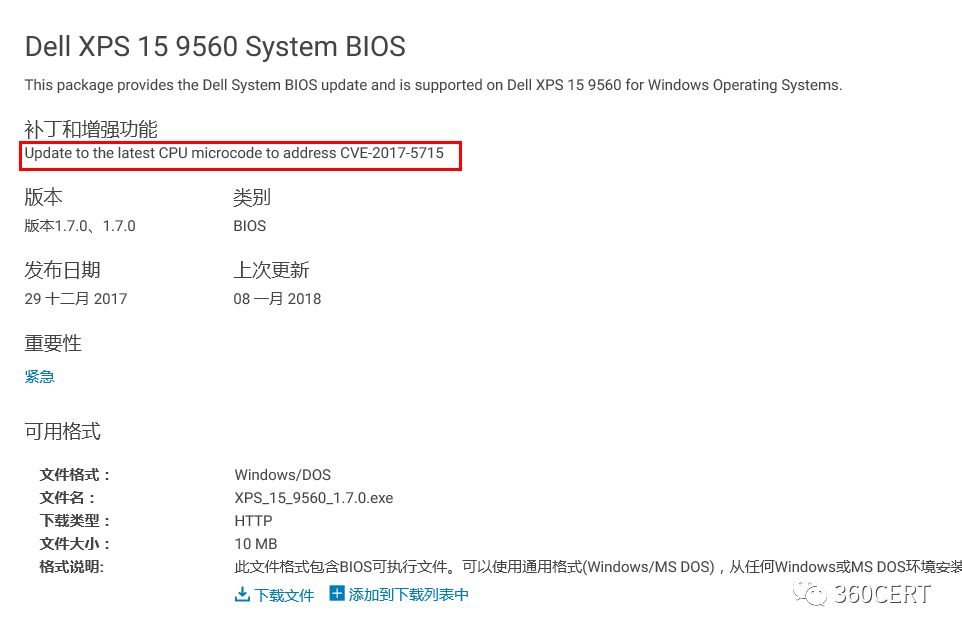 Dell XPS 15 9560 System BIOS
This package provides the Dell System BIOS update and is supported on Dell XPS 15 9560 for Windows Operating Systems.
补丁和增强功能
Update to the latest CPU microcode to address CVE-2017-5715
版本 类别
版本1.7.0、1.7.0 BIOS
发布日期 上次更新
29 十二月 2017 08 一月 2018
重要性
紧急
可用格式
文件格式： Windows/DOS
文件名： XPS_15_9560_1.7.0.exe
下载类型： HTTP
文件大小： 10 MB
格式说明: 此文件格式包含BIOS可执行文件。可以使用通用格式(Windows/MS DOS)，从任何Windows或MS DOS环境安装
下载文件 添加到下载列表中
360CERT